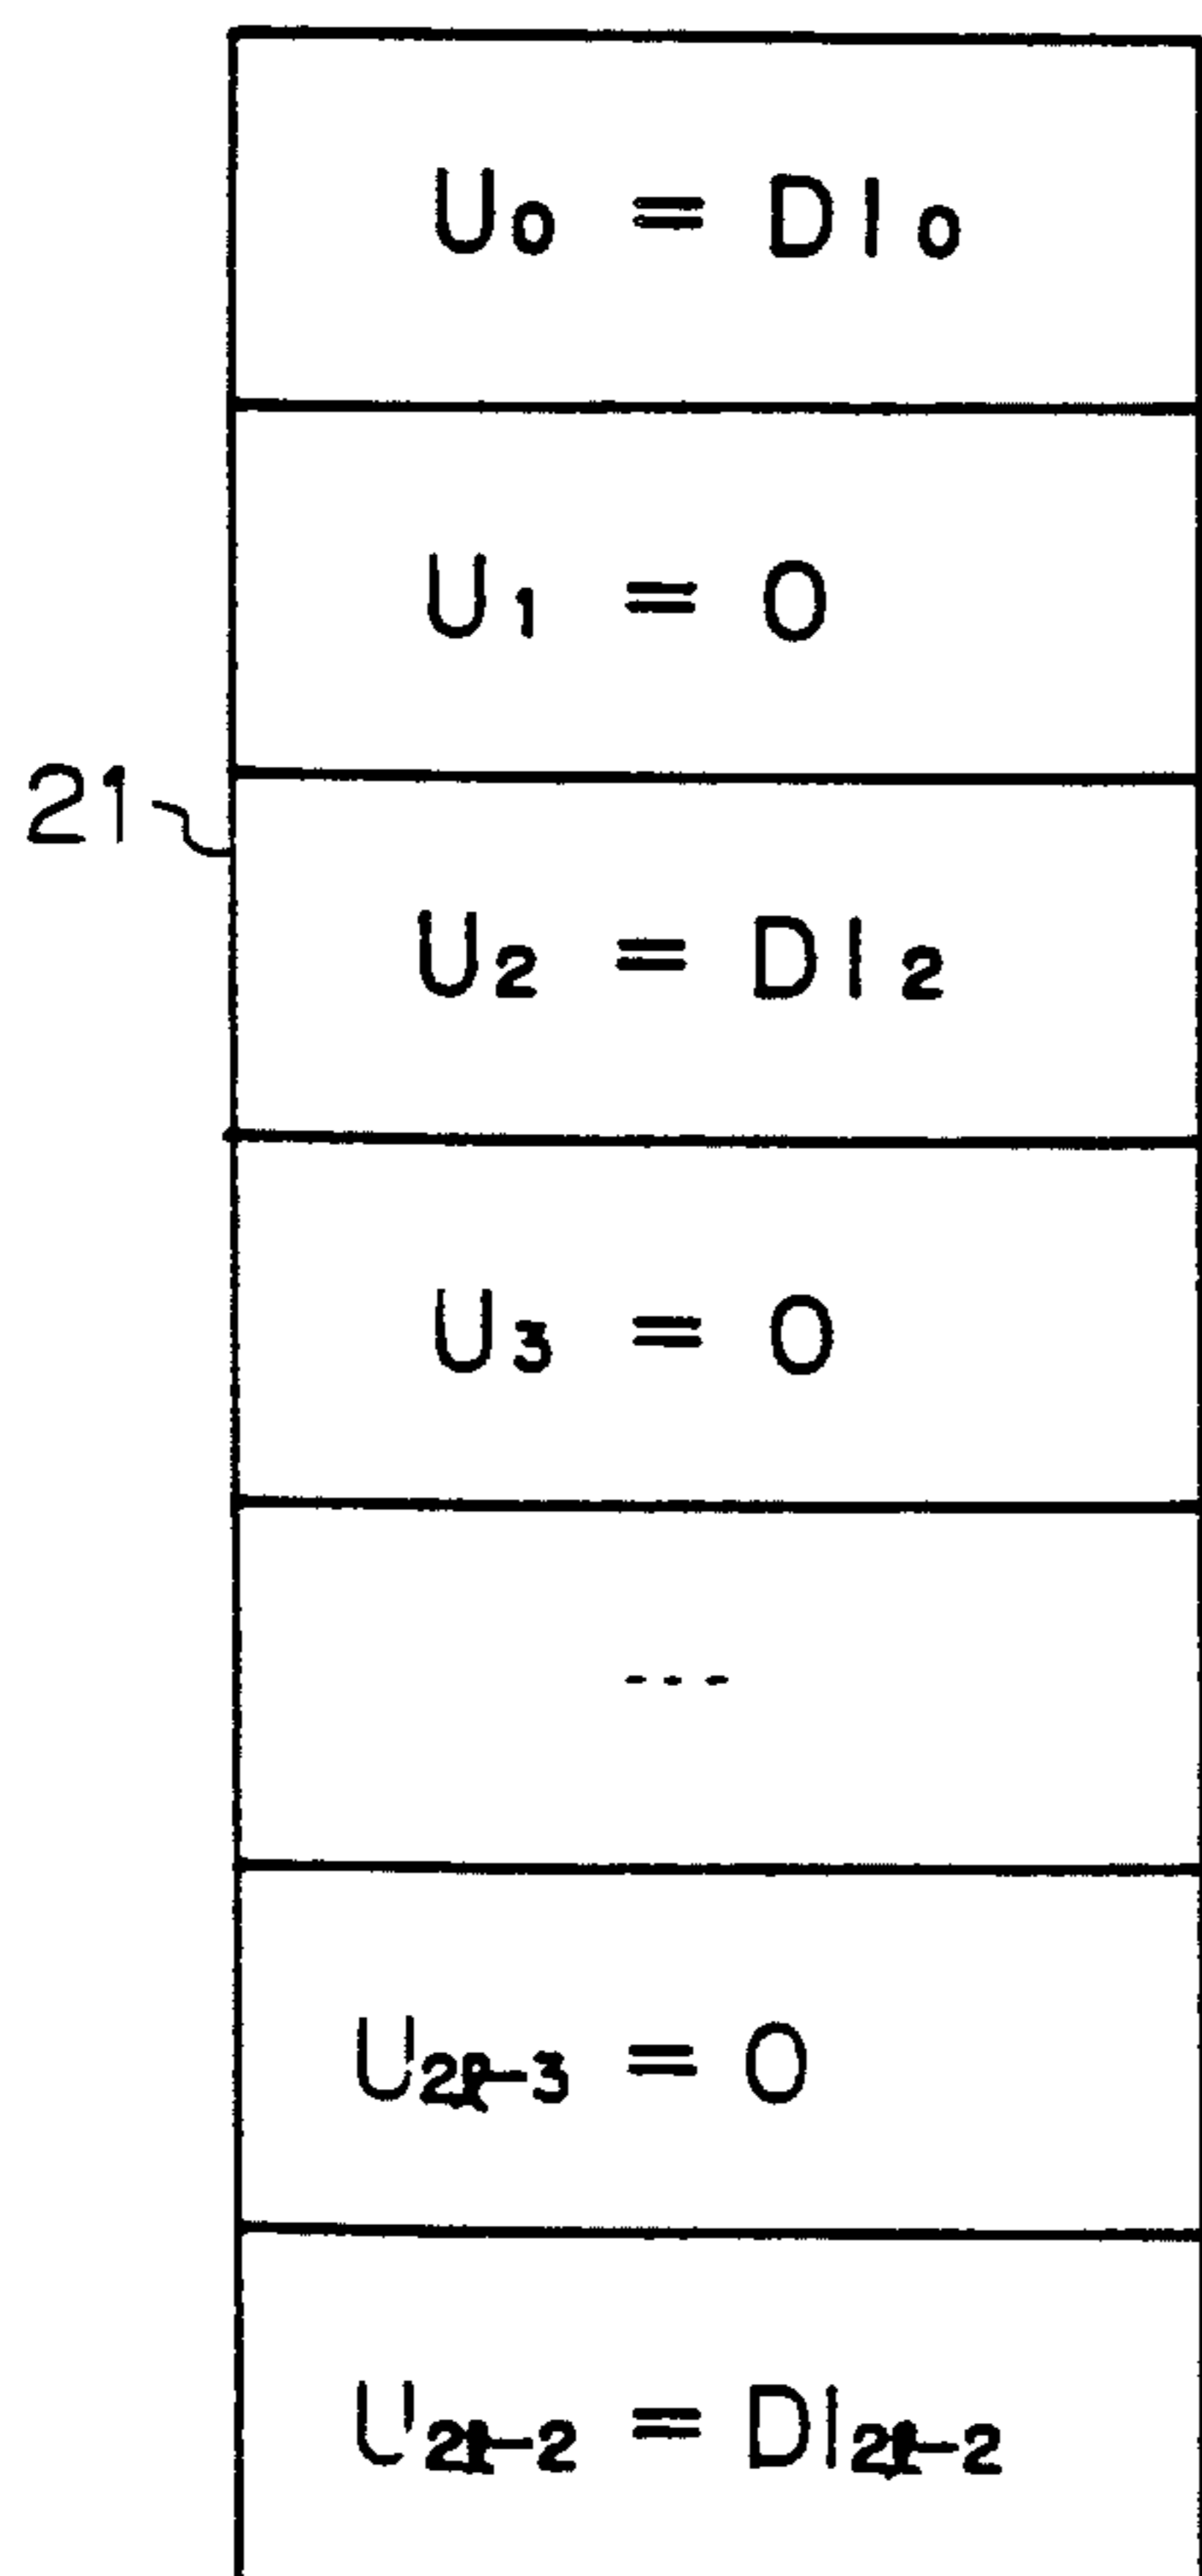 U₀ = DI₀
U₁ = 0
21
U₂ = DI₂
U₃ = 0
---
U₂ℓ₋₃ = 0
U₂ℓ₋₂ = DI₂ℓ₋₂